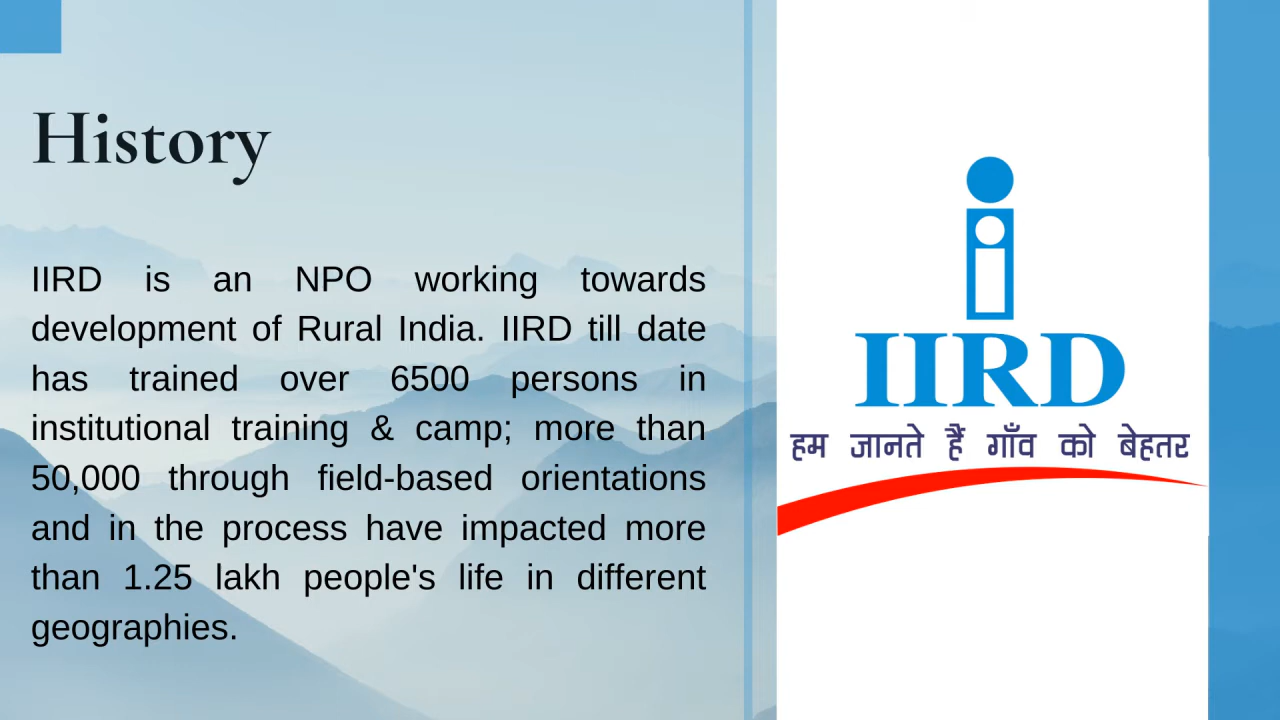 History
IIRD is an NPO working towards
development of Rural India. IIRD till date
has trained over 6500 persons in
institutional training & camp; more than
50,000 through field-based orientations
and in the process have impacted more
than 1.25 lakh people's life in different
geographies.
IIRD
हम जानते हैं गाँव को बेहतर